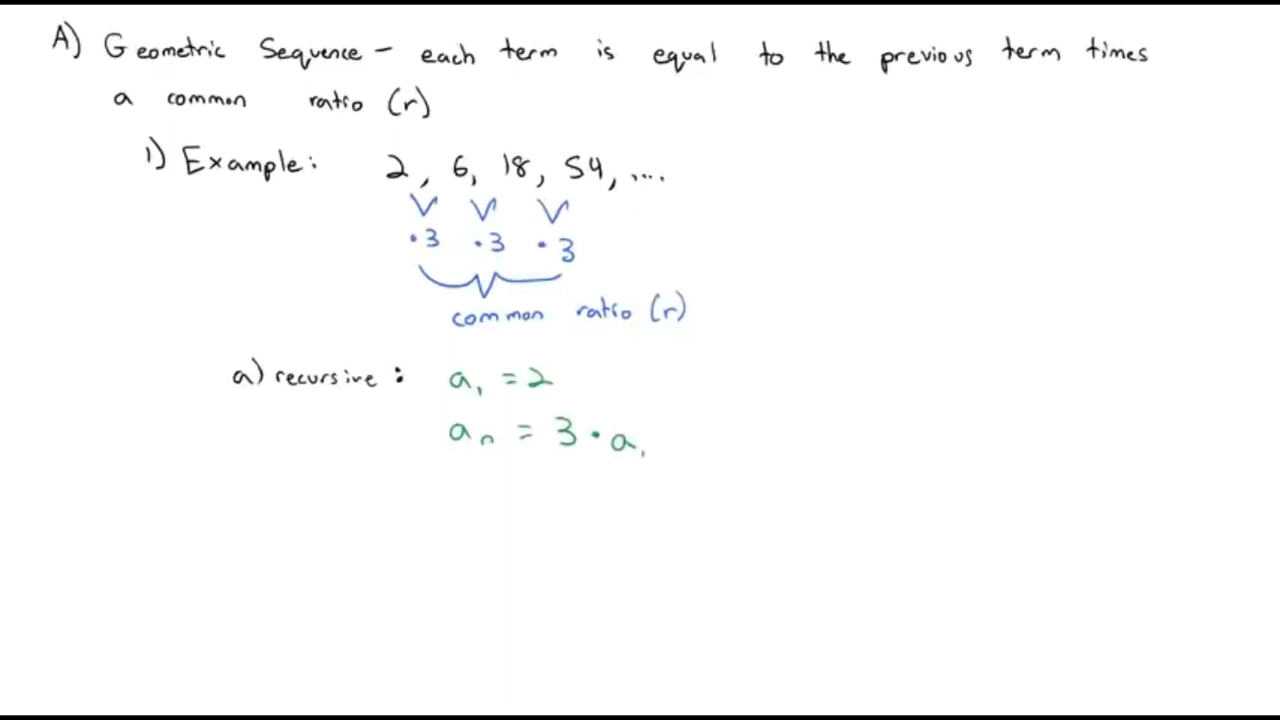 A) Geometric Sequence – each term is equal to the previous term times
a common ratio (r)
1) Example: 2, 6, 18, 54, ....
·3 ·3 ·3
common ratio (r)
a) recursive: a₁ = 2
aₙ = 3 · a